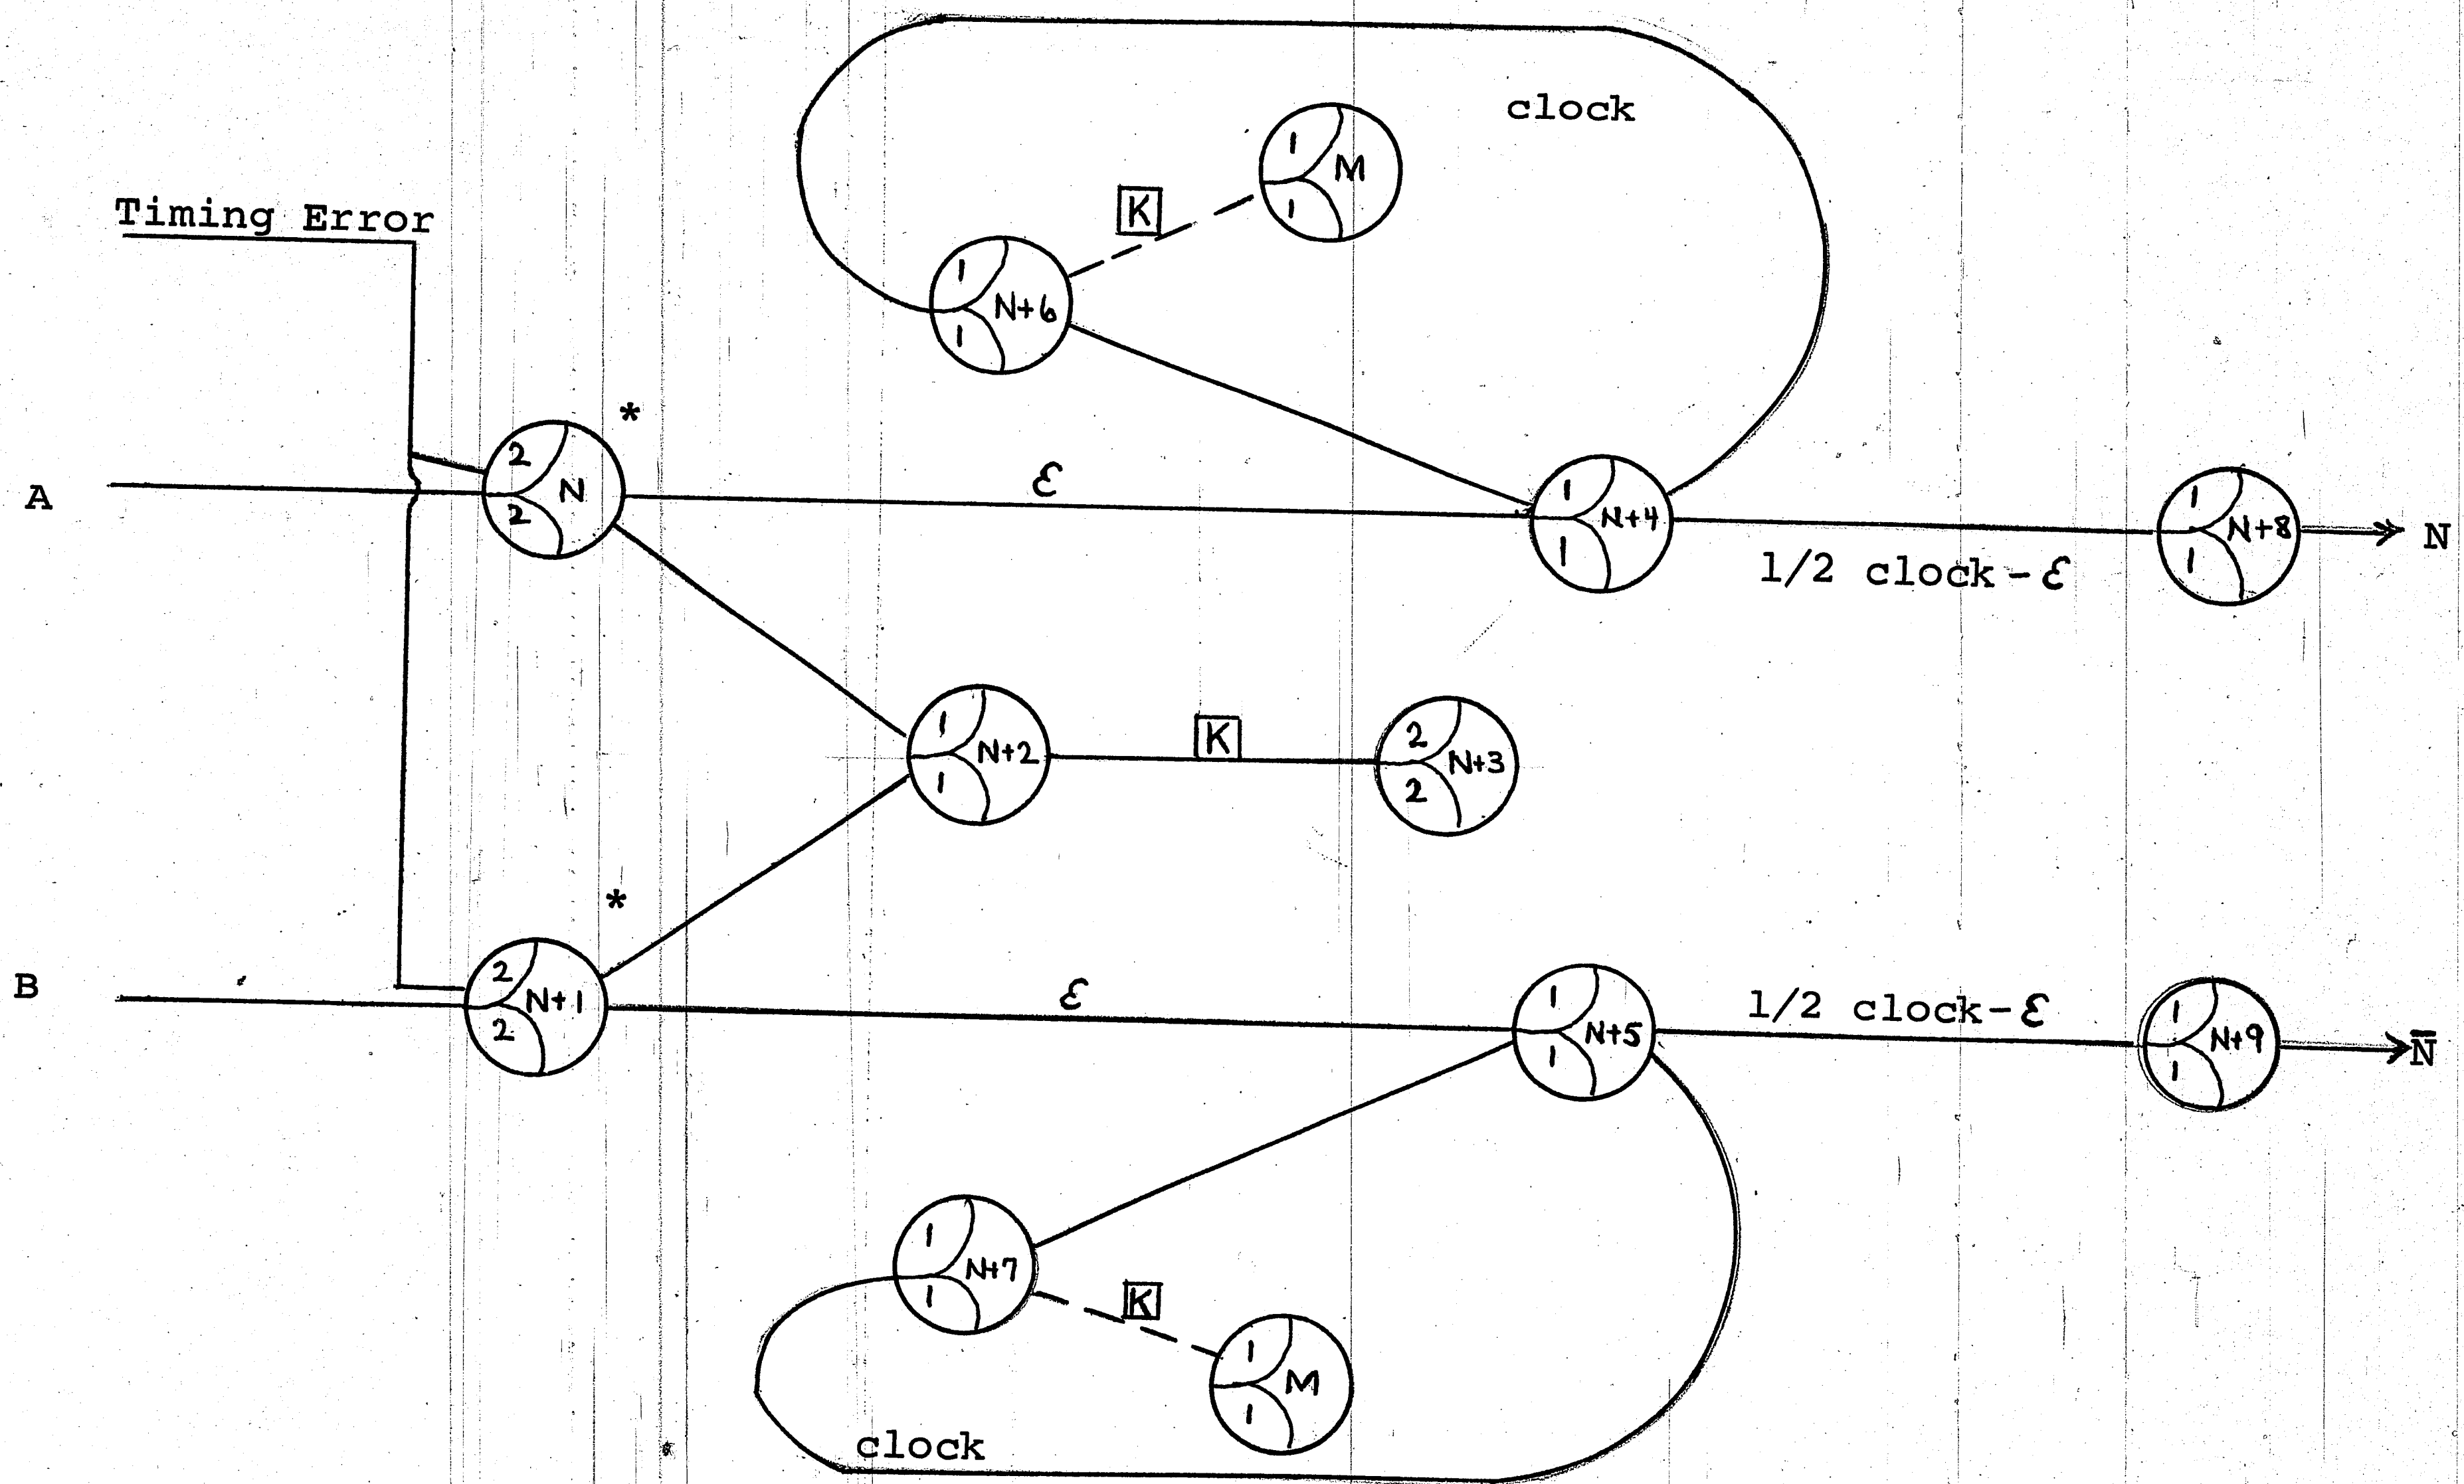 clock
1 M
1
K
Timing Error
1 N+6
1
*
2 N
2
A
ε
1 N+4
1
1 N+8
1
N
1/2 clock-ε
1 N+2
1
K
2 N+3
2
*
B
2 N+1
2
ε
1 N+5
1
1/2 clock-ε
1 N+9
1
N̅
1 N+7
1
K
1 M
1
clock